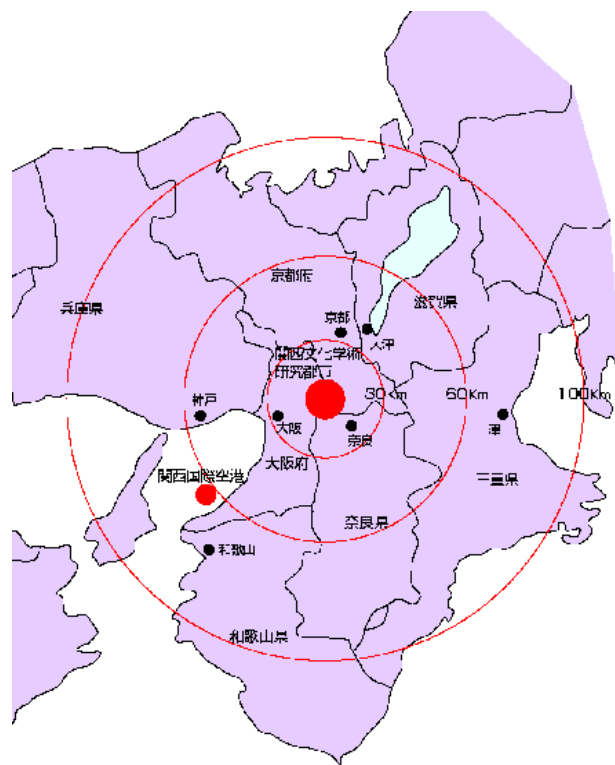 京都府
滋賀県
兵庫県
京都
大津
関西文化学術
研究都市
30Km
60Km
100Km
神戸
大阪
奈良
津
大阪府
関西国際空港
三重県
奈良県
和歌山
和歌山県